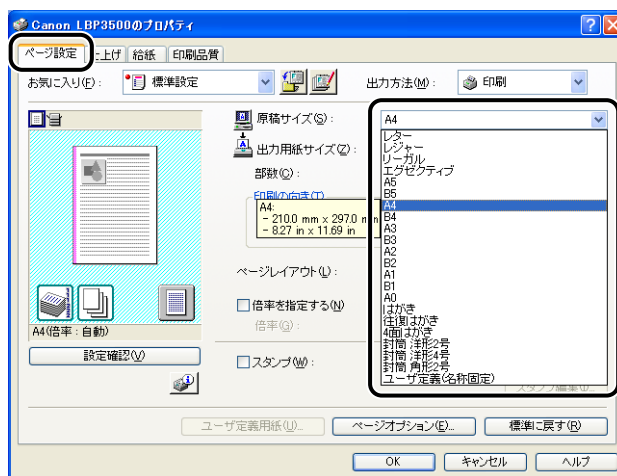 Canon LBP3500のプロパティ
ページ設定 上げ 給紙 印刷品質
お気に入り(F): 標準設定 出力方法(M): 印刷
原稿サイズ(S): A4
出力用紙サイズ(Z):
部数(C):
印刷の向き(T)
A4:
- 210.0 mm x 297.0 mm
- 8.27 in x 11.69 in
レター
レジャー
リーガル
エグゼクティブ
A5
B5
A4
B4
A3
B3
A2
B2
A1
B1
A0
はがき
往復はがき
4面はがき
封筒 洋形2号
封筒 洋形4号
封筒 角形2号
ユーザ定義(名称固定)
ページレイアウト(L):
倍率を指定する(N)
倍率(G):
A4(倍率:自動)
設定確認(V)
スタンプ(W):
スタンプ編集(I)...
ユーザ定義用紙(U)... ページオプション(E)... 標準に戻す(R)
OK キャンセル ヘルプ